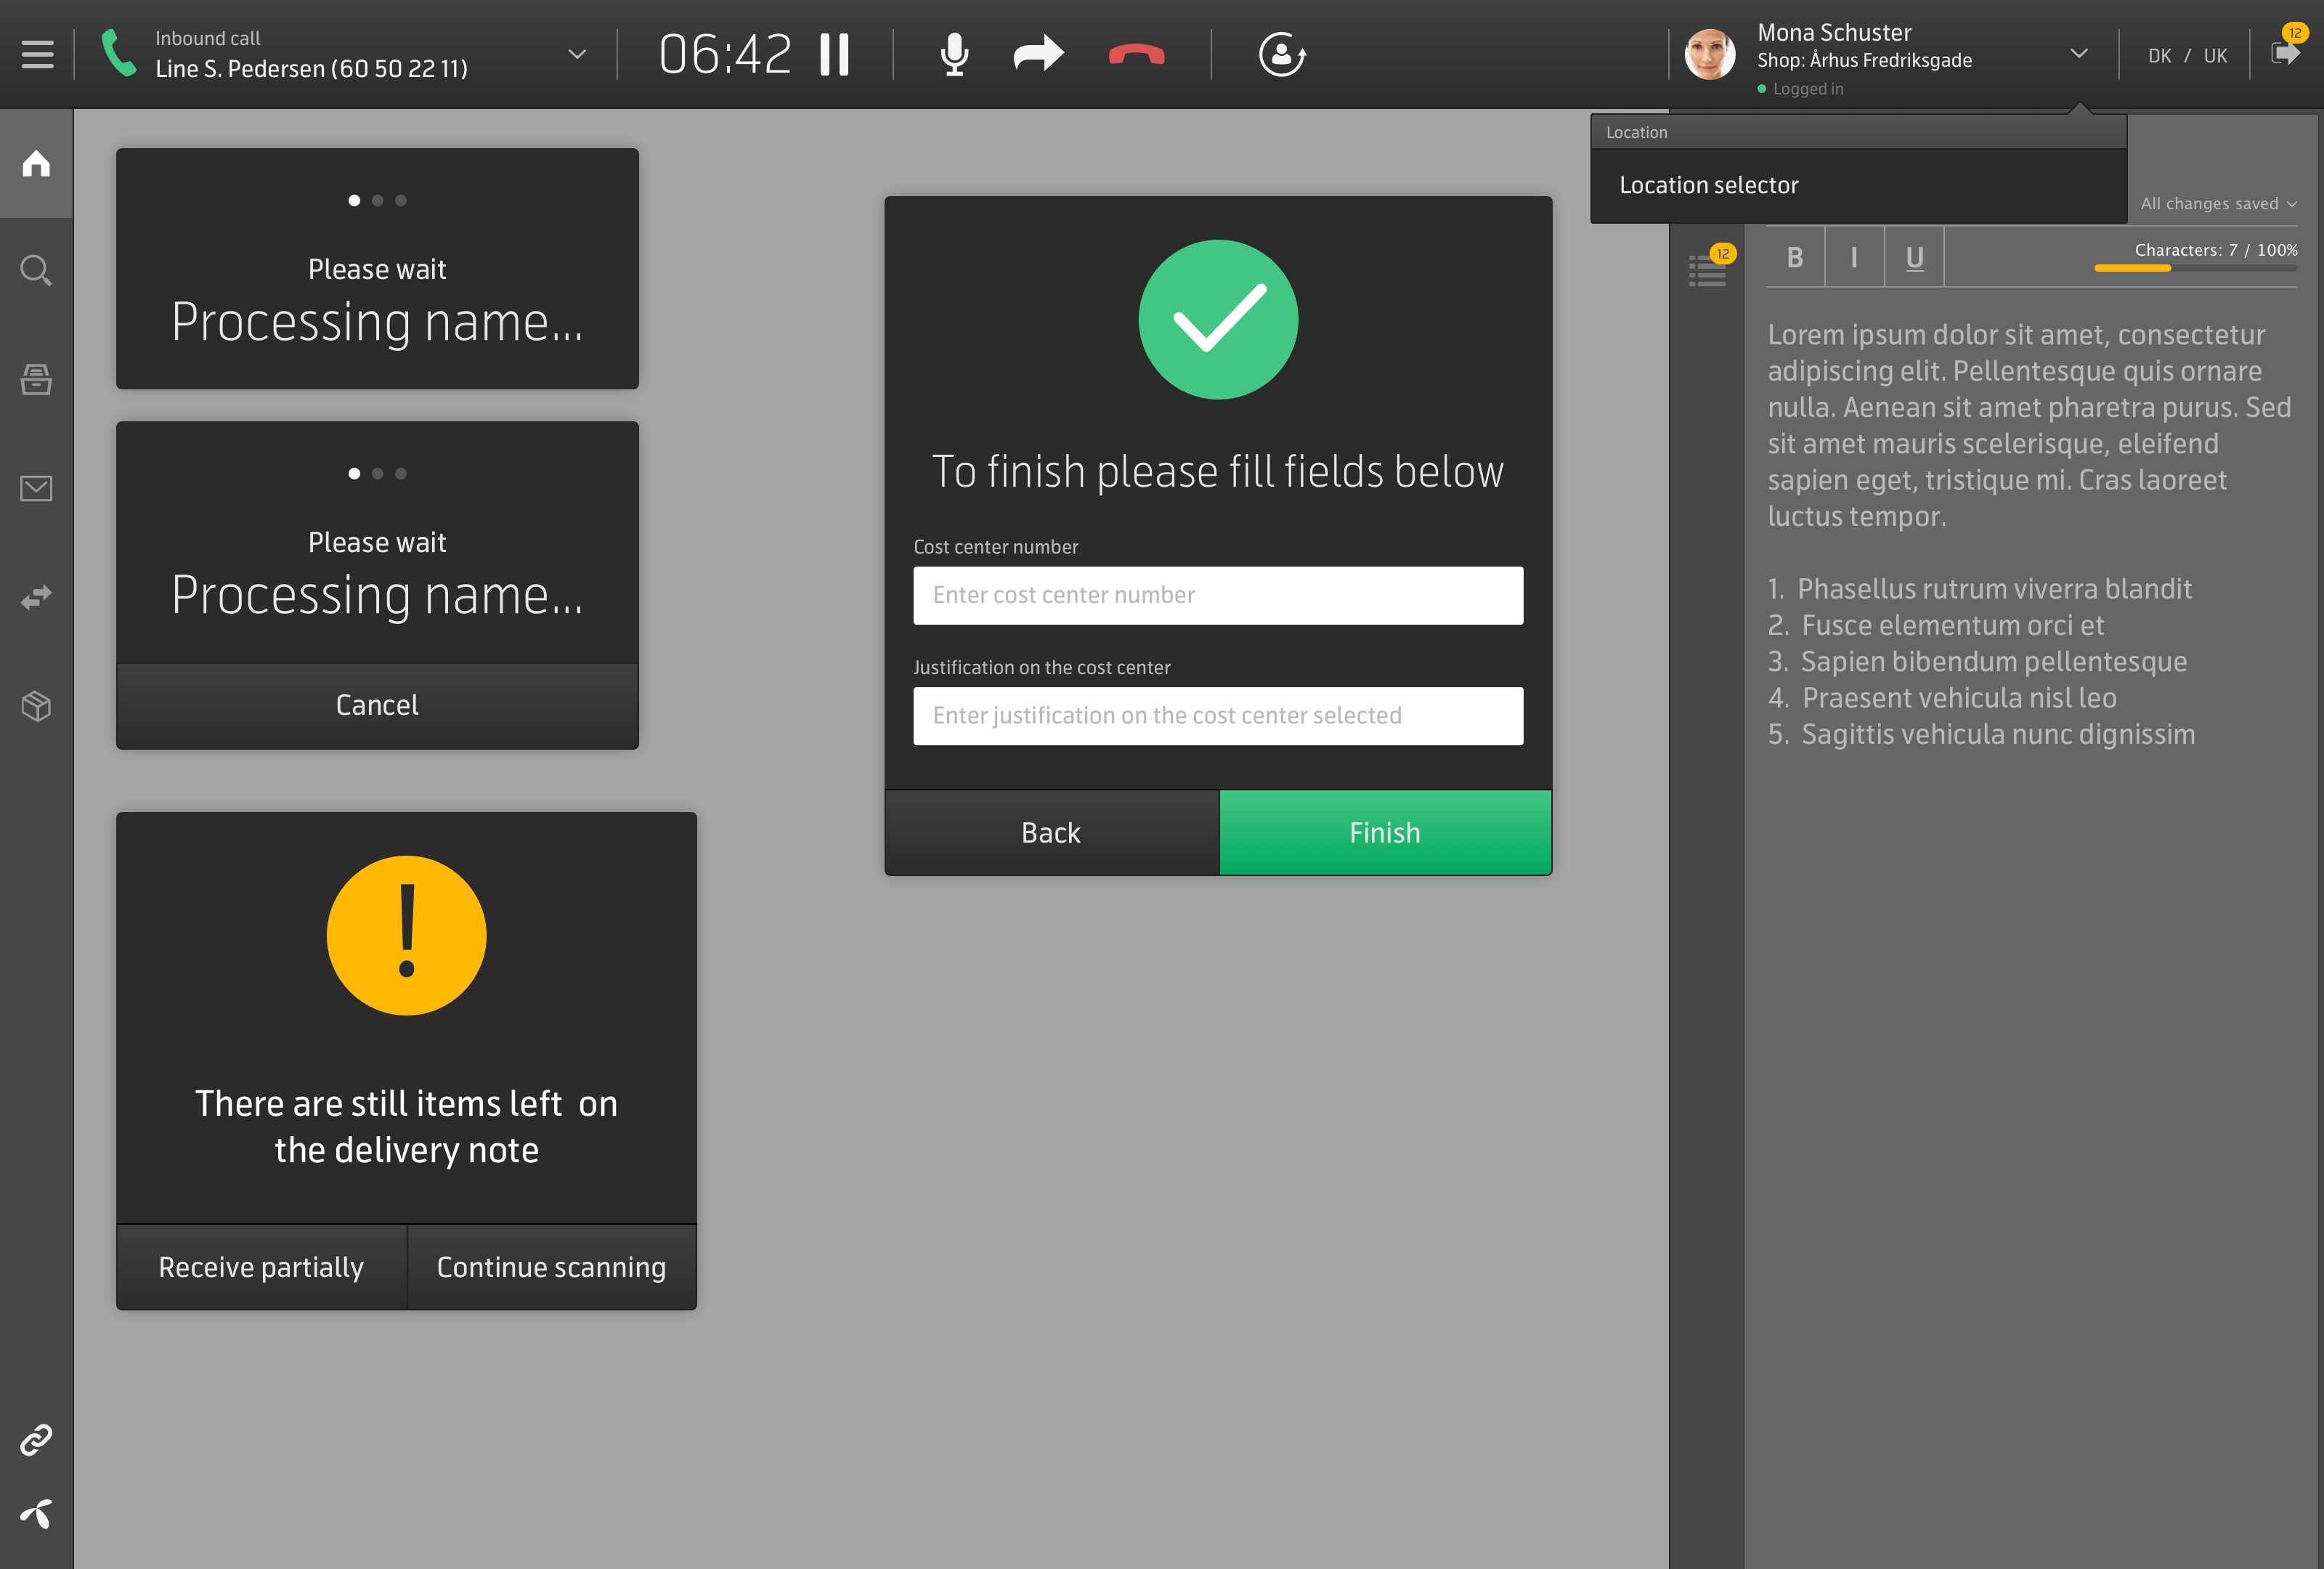 Inbound call
Line S. Pedersen (60 50 22 11)
06:42
Mona Schuster
Shop: Århus Fredriksgade
Logged in
DK / UK
12
Location
Location selector
Please wait
Processing name...
Please wait
Processing name...
Cancel
!
There are still items left on
the delivery note
Receive partially
Continue scanning
To finish please fill fields below
Cost center number
Enter cost center number
Justification on the cost center
Enter justification on the cost center selected
Back
Finish
All changes saved
12
B
I
U
Characters: 7 / 100%
Lorem ipsum dolor sit amet, consectetur
adipiscing elit. Pellentesque quis ornare
nulla. Aenean sit amet pharetra purus. Sed
sit amet mauris scelerisque, eleifend
sapien eget, tristique mi. Cras laoreet
luctus tempor.
1. Phasellus rutrum viverra blandit
2. Fusce elementum orci et
3. Sapien bibendum pellentesque
4. Praesent vehicula nisl leo
5. Sagittis vehicula nunc dignissim